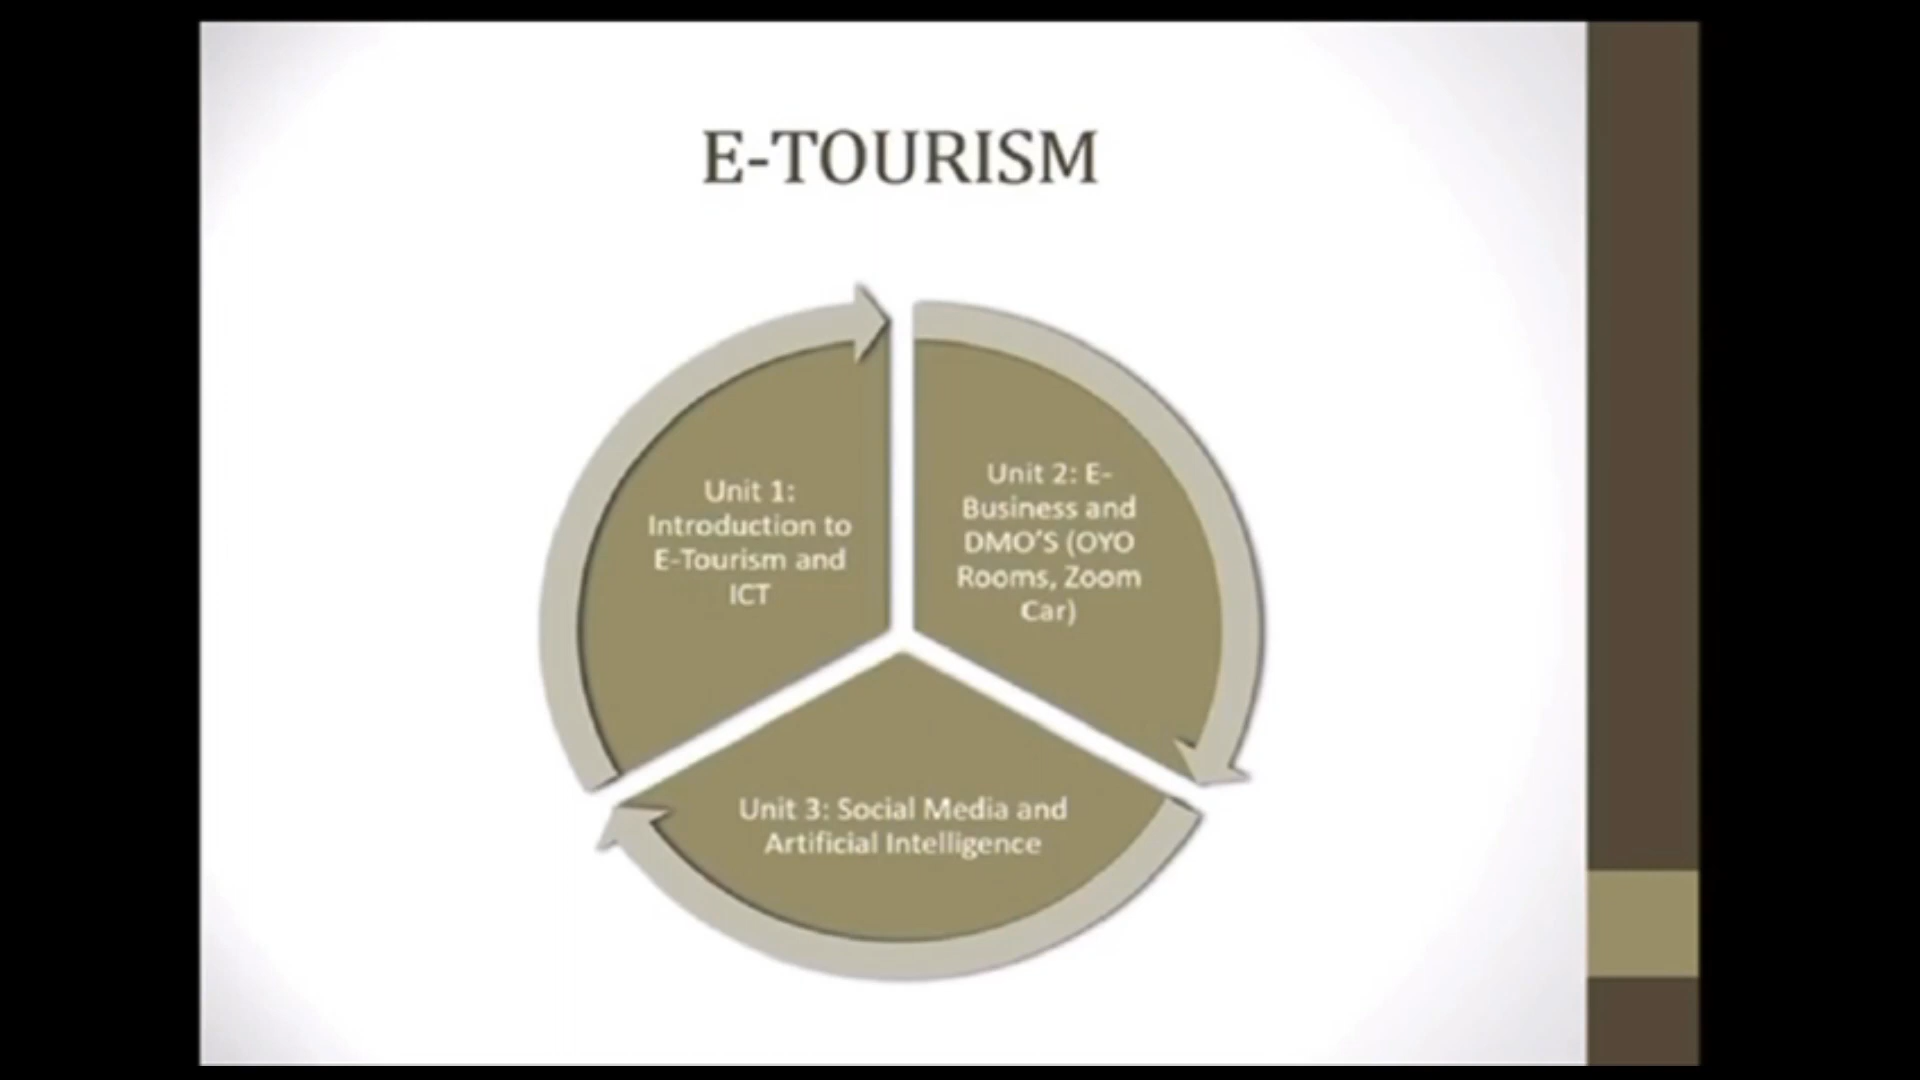 E-TOURISM
Unit 1:
Introduction to
E-Tourism and
ICT
Unit 2: E-
Business and
DMO'S (OYO
Rooms, Zoom
Car)
Unit 3: Social Media and
Artificial Intelligence